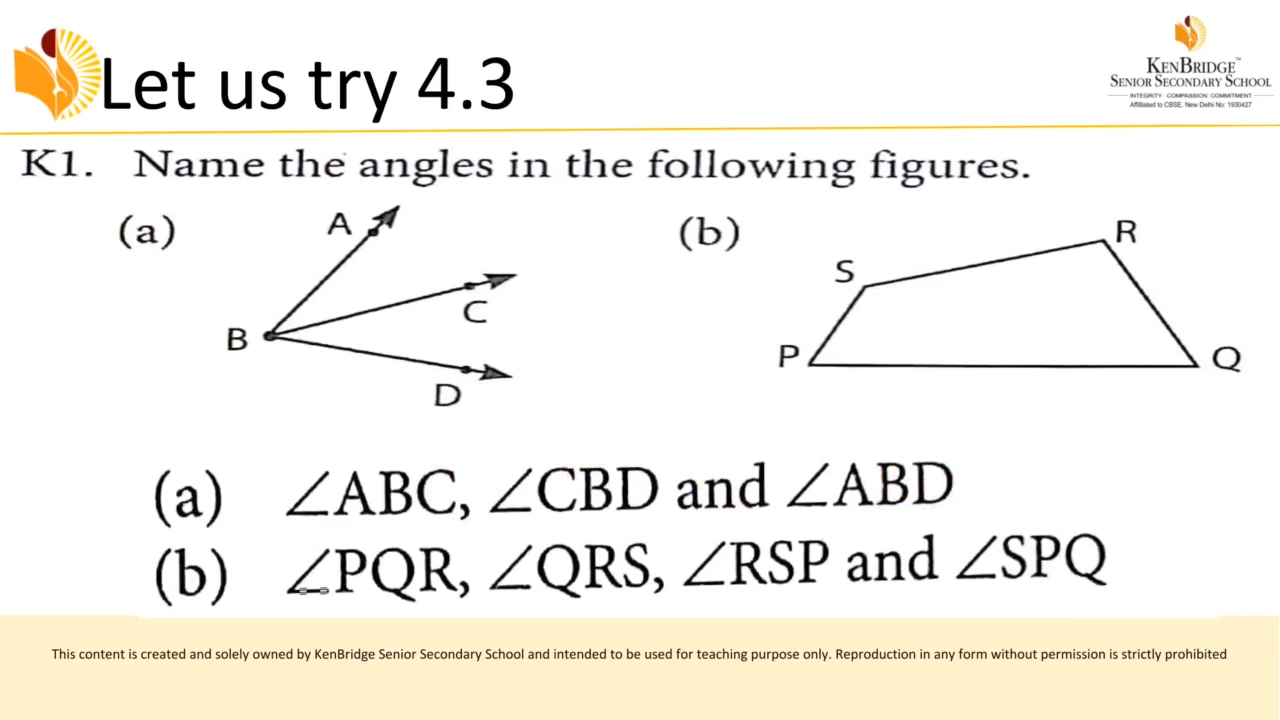 Let us try 4.3
KENBRIDGE™
SENIOR SECONDARY SCHOOL
INTEGRITY COMPASSION COMMITMENT
Affiliated to CBSE, New Delhi No: 1930427
K1. Name the angles in the following figures.
(a)
A
B
C
D
(b)
S
R
P
Q
(a) ∠ABC, ∠CBD and ∠ABD
(b) ∠PQR, ∠QRS, ∠RSP and ∠SPQ
This content is created and solely owned by KenBridge Senior Secondary School and intended to be used for teaching purpose only. Reproduction in any form without permission is strictly prohibited